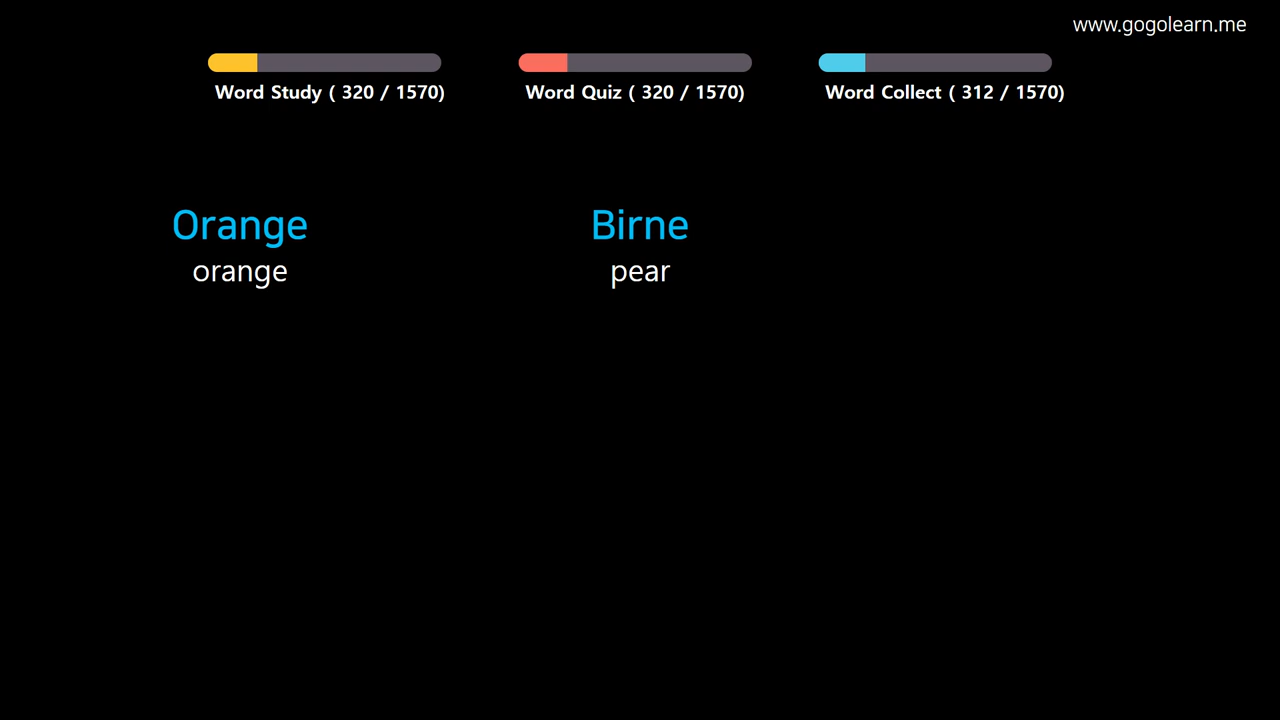 www.gogolearn.me
Word Study ( 320 / 1570)
Word Quiz ( 320 / 1570)
Word Collect ( 312 / 1570)
Orange
orange
Birne
pear